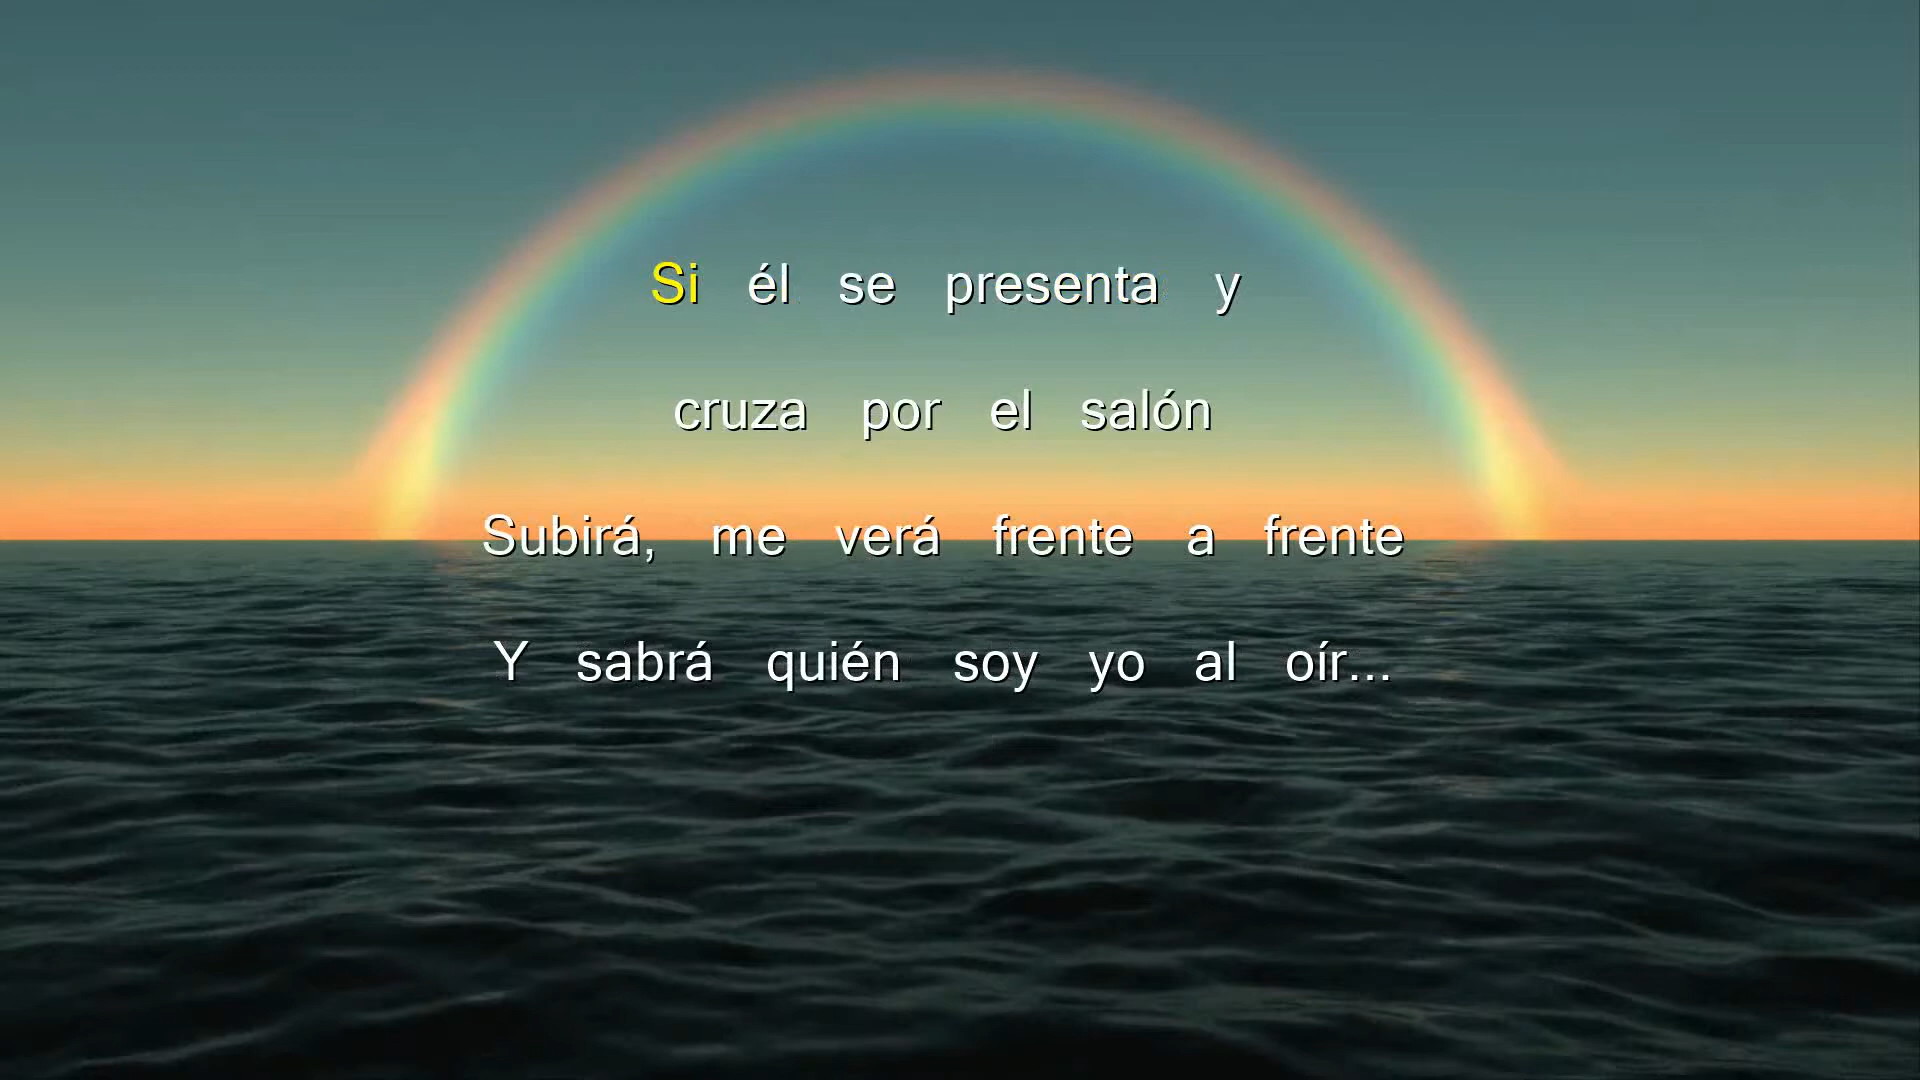 Si él se presenta y
cruza por el salón
Subirá, me verá frente a frente
Y sabrá quién soy yo al oír...